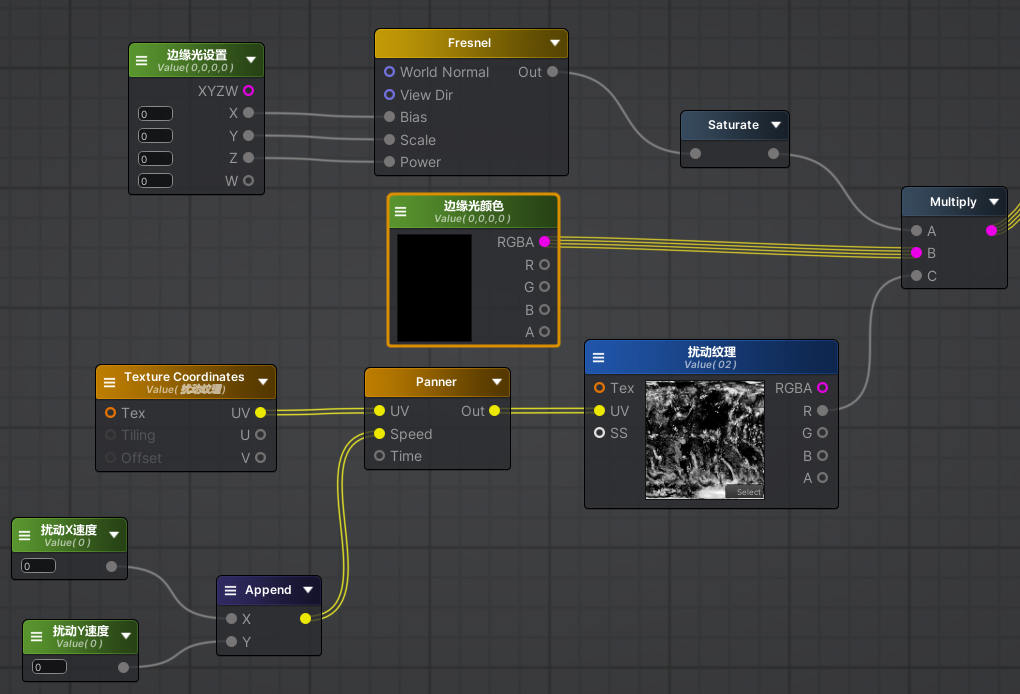 边缘光设置
Value( 0,0,0,0 )
XYZW
0 X
0 Y
0 Z
0 W
Fresnel
World Normal Out
View Dir
Bias
Scale
Power
Saturate
边缘光颜色
Value( 0,0,0,0 )
RGBA
R
G
B
A
Multiply
A
B
C
扰动纹理
Value( 02 )
Tex RGBA
UV R
SS G
B
A
Select
Texture Coordinates
Value( 扰动纹理 )
Tex UV
Tiling U
Offset V
Panner
UV Out
Speed
Time
扰动X速度
Value( 0 )
0
Append
X
Y
扰动Y速度
Value( 0 )
0